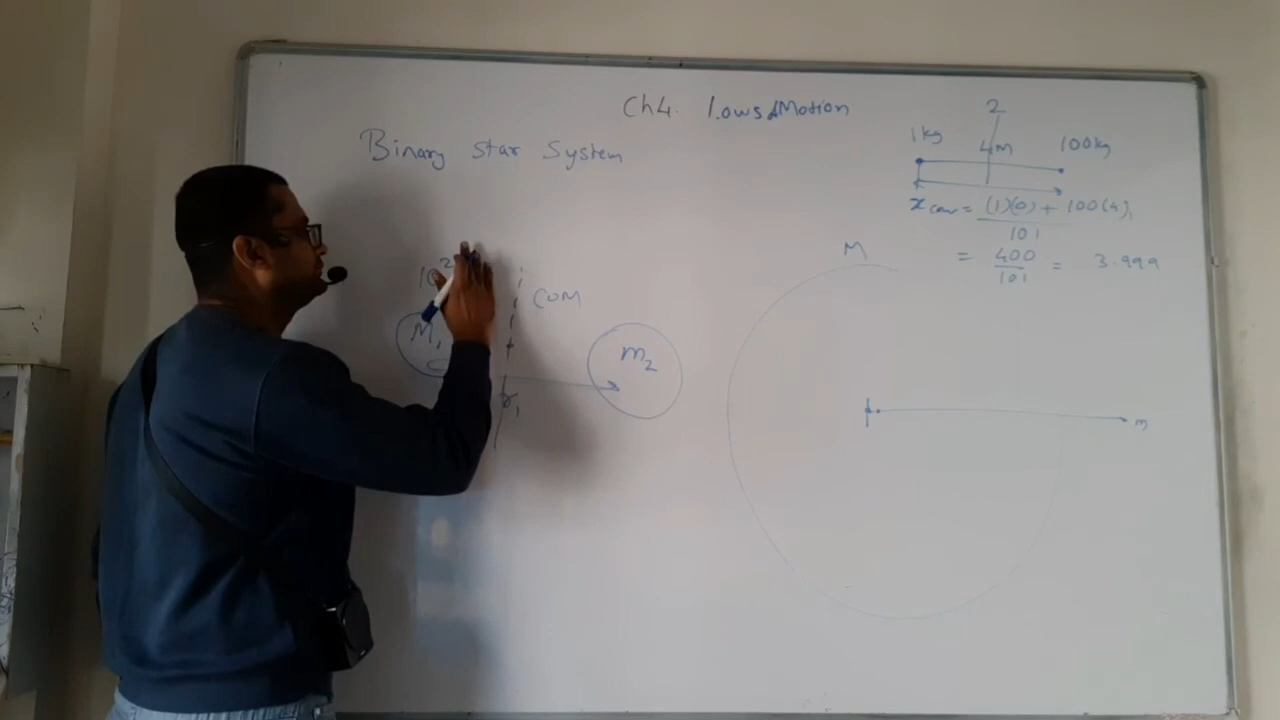 Ch4. Laws of Motion
Binary Star System
2
1kg 4M 100kg
x com = (1)(0) + 100(4)
101
= 400 = 3.999
101
M
10²
COM
M₁
m₂
r₁
m